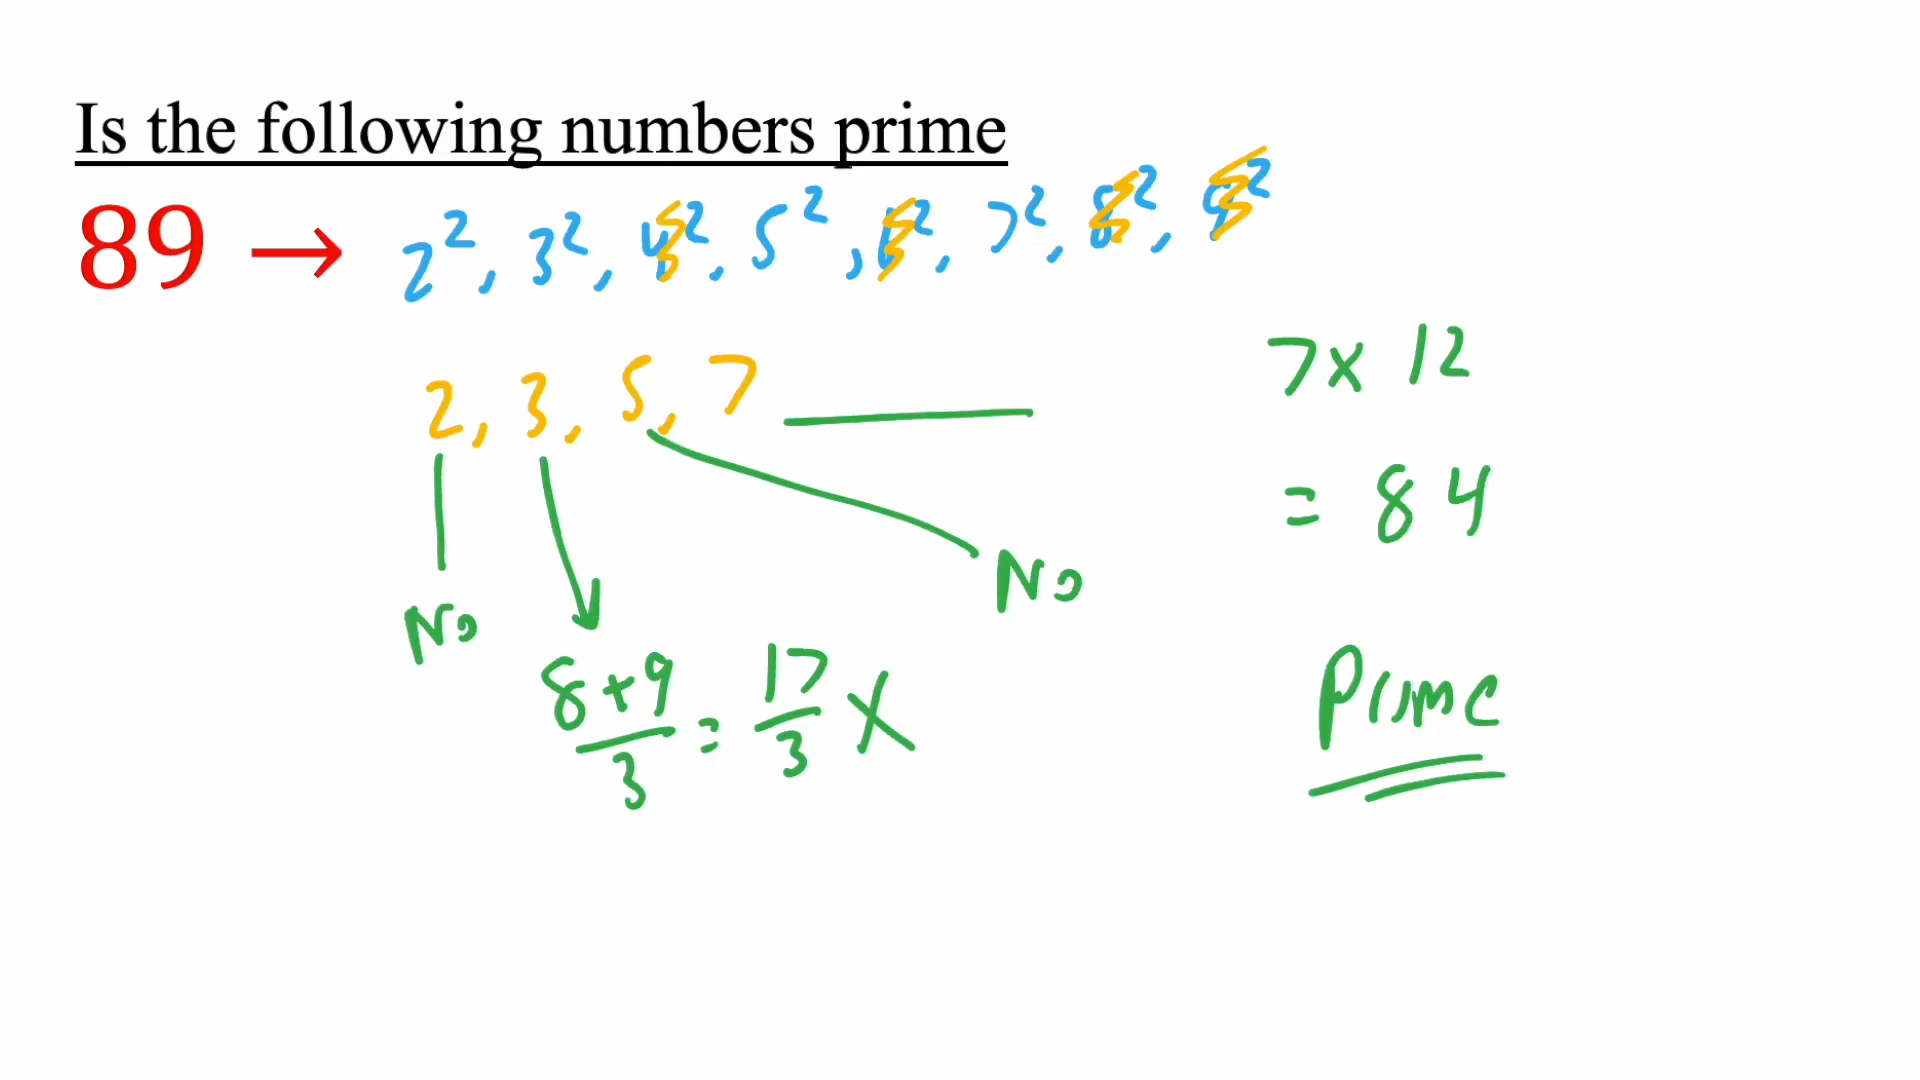 Is the following numbers prime
89 → 2², 3², 4², 5², 6², 7², 8², 9²
2, 3, 5, 7
7 x 12
= 84
No
No
8+9/3 = 17/3 X
Prime